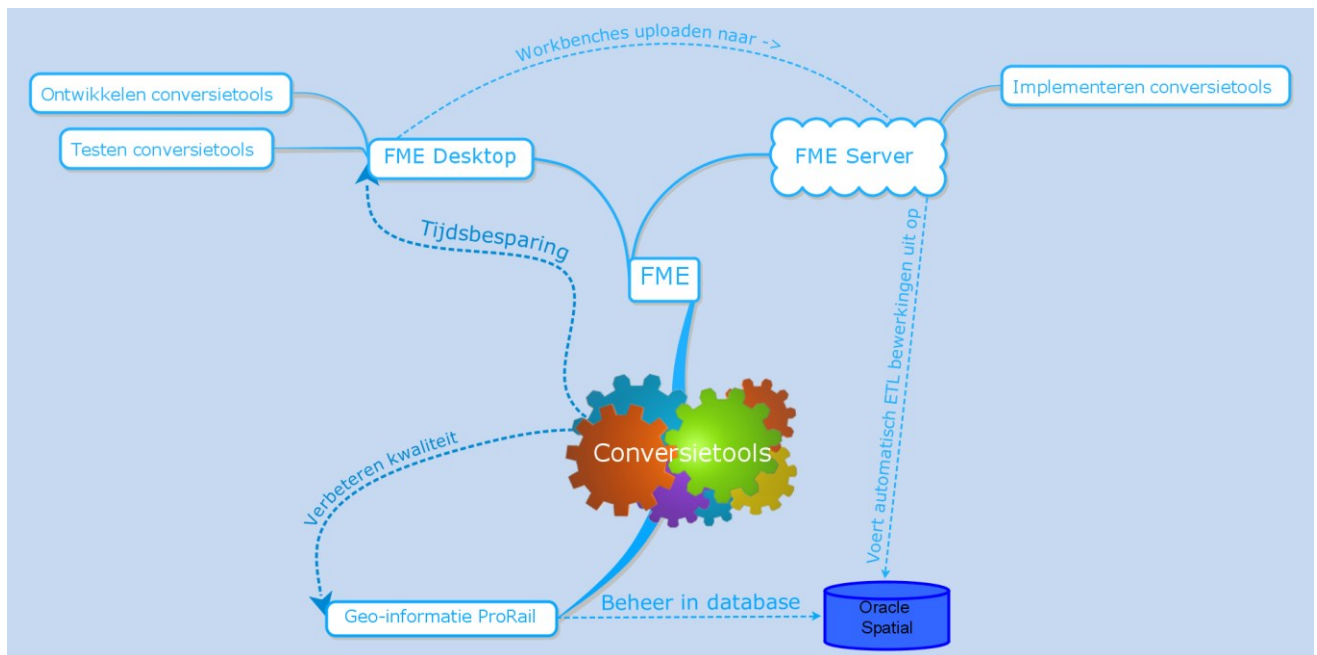 Workbenches uploaden naar ->
Ontwikkelen conversietools
Implementeren conversietools
Testen conversietools
FME Desktop
FME Server
Tijdsbesparing
FME
Voert automatisch ETL bewerkingen uit op
Conversietools
Verbeteren kwaliteit
Geo-informatie ProRail
Beheer in database
Oracle
Spatial